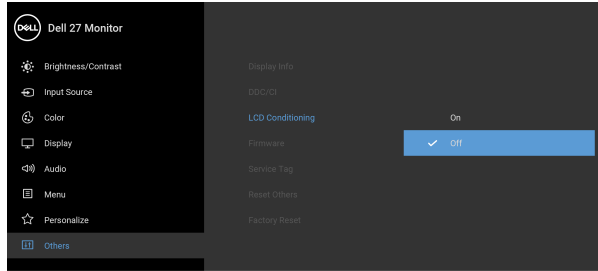 DELL Dell 27 Monitor
Brightness/Contrast
Input Source
Color
Display
Audio
Menu
Personalize
Others
Display Info
DDC/CI
LCD Conditioning
Firmware
Service Tag
Reset Others
Factory Reset
On
Off